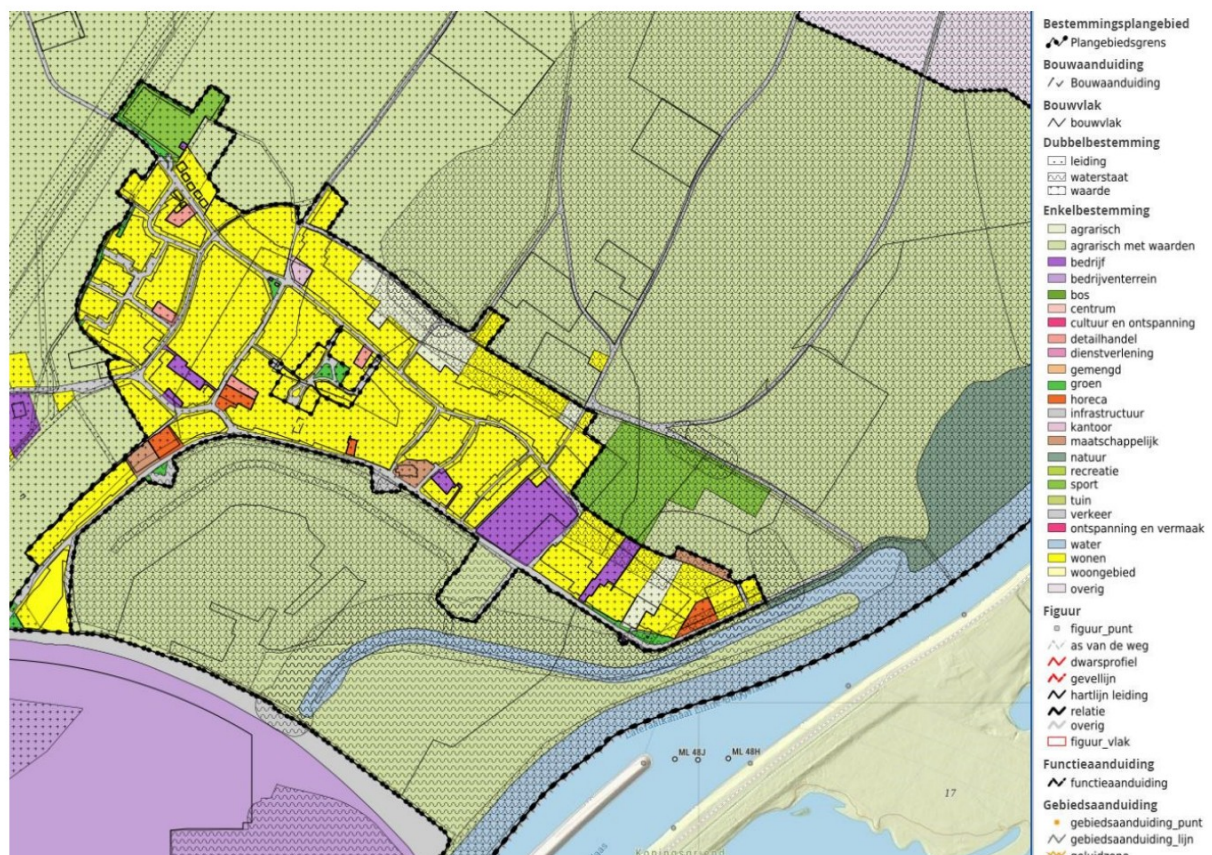 Bestemmingsplangebied
Plangebiedsgrens
Bouwaanduiding
Bouwaanduiding
Bouwvlak
bouwvlak
Dubbelbestemming
leiding
waterstaat
waarde
Enkelbestemming
agrarisch
agrarisch met waarden
bedrijf
bedrijventerrein
bos
centrum
cultuur en ontspanning
detailhandel
dienstverlening
gemengd
groen
horeca
infrastructuur
kantoor
maatschappelijk
natuur
recreatie
sport
tuin
verkeer
ontspanning en vermaak
water
wonen
woongebied
overig
Figuur
figuur_punt
as van de weg
dwarsprofiel
gevellijn
hartlijn leiding
relatie
overig
figuur_vlak
Functieaanduiding
functieaanduiding
Gebiedsaanduiding
gebiedsaanduiding_punt
gebiedsaanduiding_lijn
ML 48J
ML 48H
17